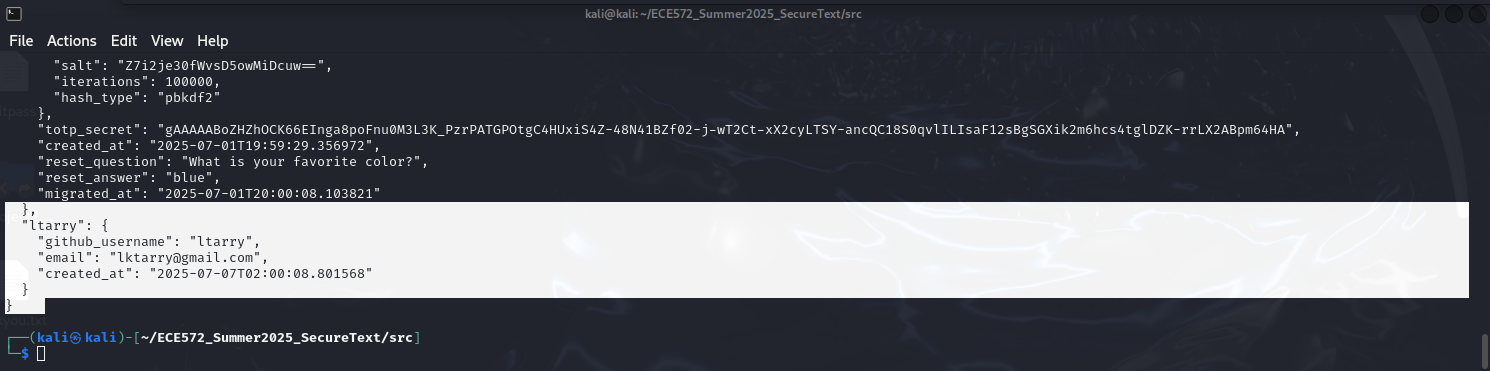 kali@kali: ~/ECE572_Summer2025_SecureText/src
File Actions Edit View Help
"salt": "Z7i2je30fWvsD5owMiDcuw==",
"iterations": 100000,
"hash_type": "pbkdf2"
},
"totp_secret": "gAAAAABoZHZhOCK66EInga8poFnu0M3L3K_PzrPATGPOtgC4HUxiS4Z-48N41BZf02-j-wT2Ct-xX2cyLTSY-ancQC18S0qvlILIsaF12sBgSGXik2m6hcs4tglDZK-rrLX2ABpm64HA",
"created_at": "2025-07-01T19:59:29.356972",
"reset_question": "What is your favorite color?",
"reset_answer": "blue",
"migrated_at": "2025-07-01T20:00:08.103821"
},
"ltarry": {
"github_username": "ltarry",
"email": "lktarry@gmail.com",
"created_at": "2025-07-07T02:00:08.801568"
}
}
┌──(kali㉿kali)-[~/ECE572_Summer2025_SecureText/src]
└─$